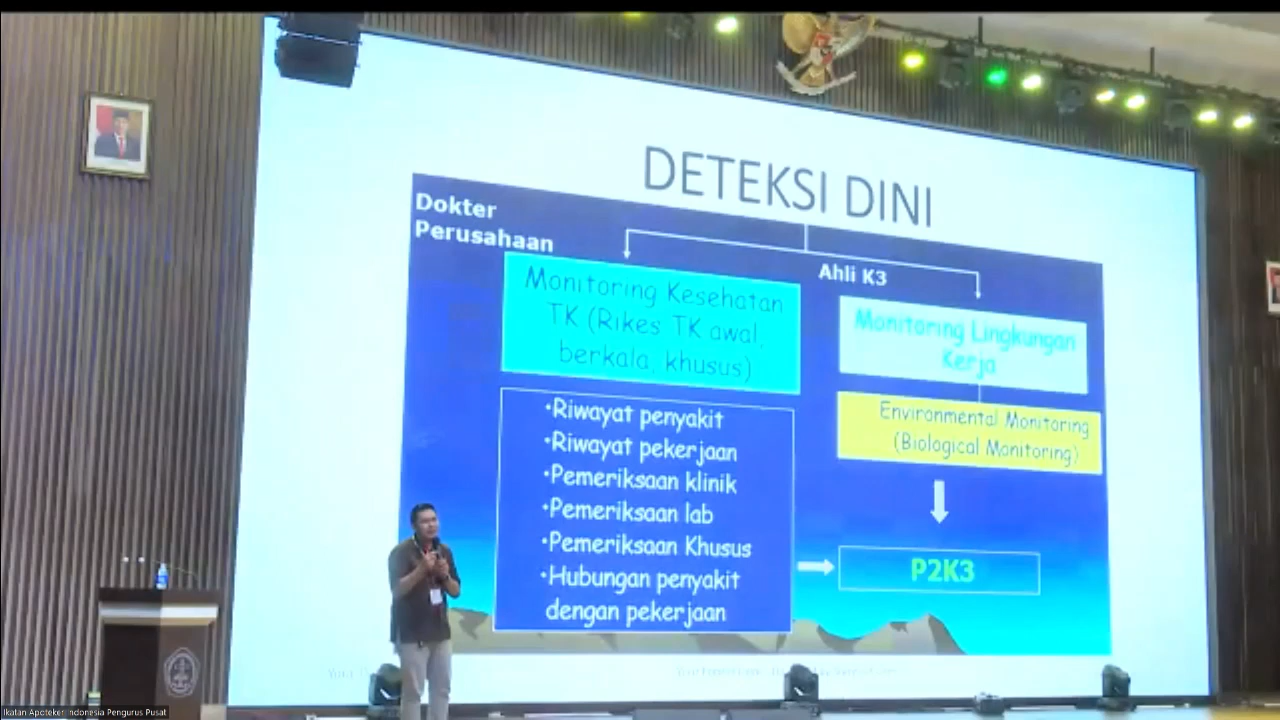 DETEKSI DINI
Dokter
Perusahaan
Ahli K3
Monitoring Kesehatan
TK (Rikes TK awal,
berkala, khusus)
Monitoring Lingkungan
Kerja
Environmental Monitoring
(Biological Monitoring)
•Riwayat penyakit
•Riwayat pekerjaan
•Pemeriksaan klinik
•Pemeriksaan lab
•Pemeriksaan Khusus
•Hubungan penyakit
dengan pekerjaan
P2K3
Ikatan Apoteker Indonesia Pengurus Pusat